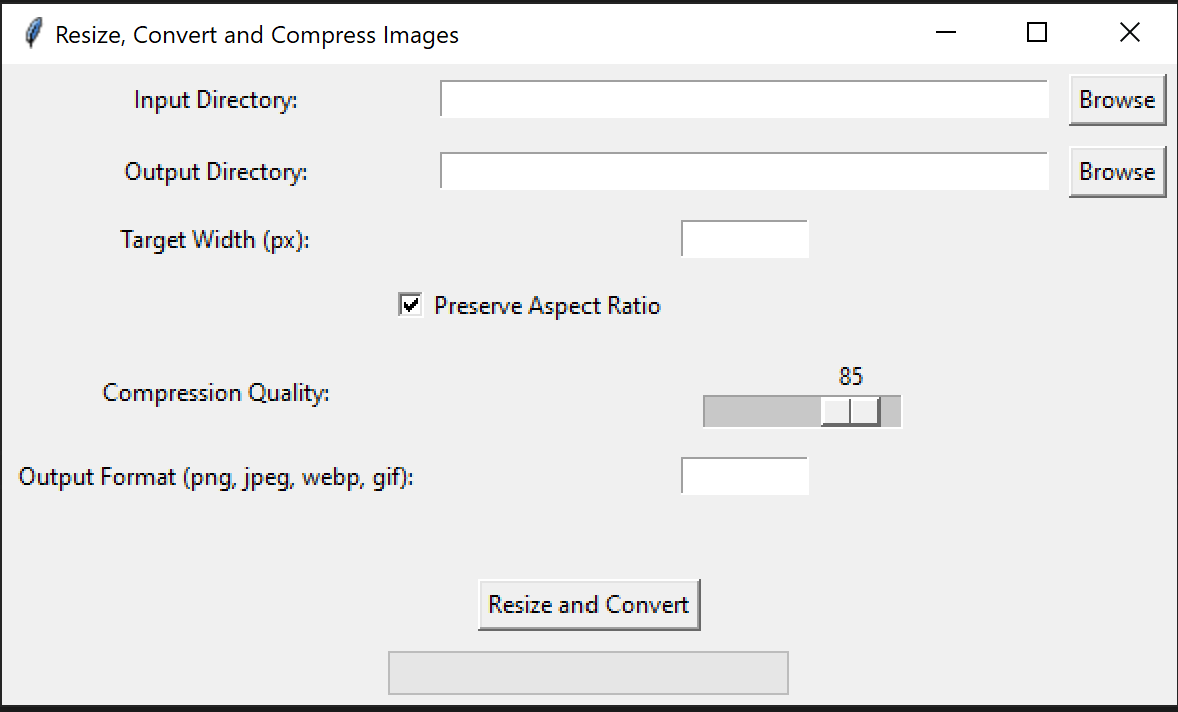 Resize, Convert and Compress Images
Input Directory:
Browse
Output Directory:
Browse
Target Width (px):
Preserve Aspect Ratio
85
Compression Quality:
Output Format (png, jpeg, webp, gif):
Resize and Convert